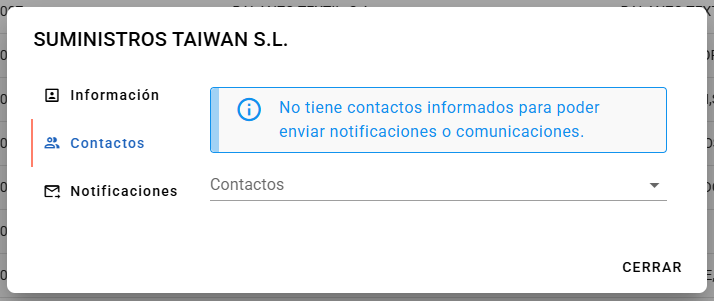 SUMINISTROS TAIWAN S.L.
Información
Contactos
Notificaciones
No tiene contactos informados para poder
enviar notificaciones o comunicaciones.
Contactos
CERRAR